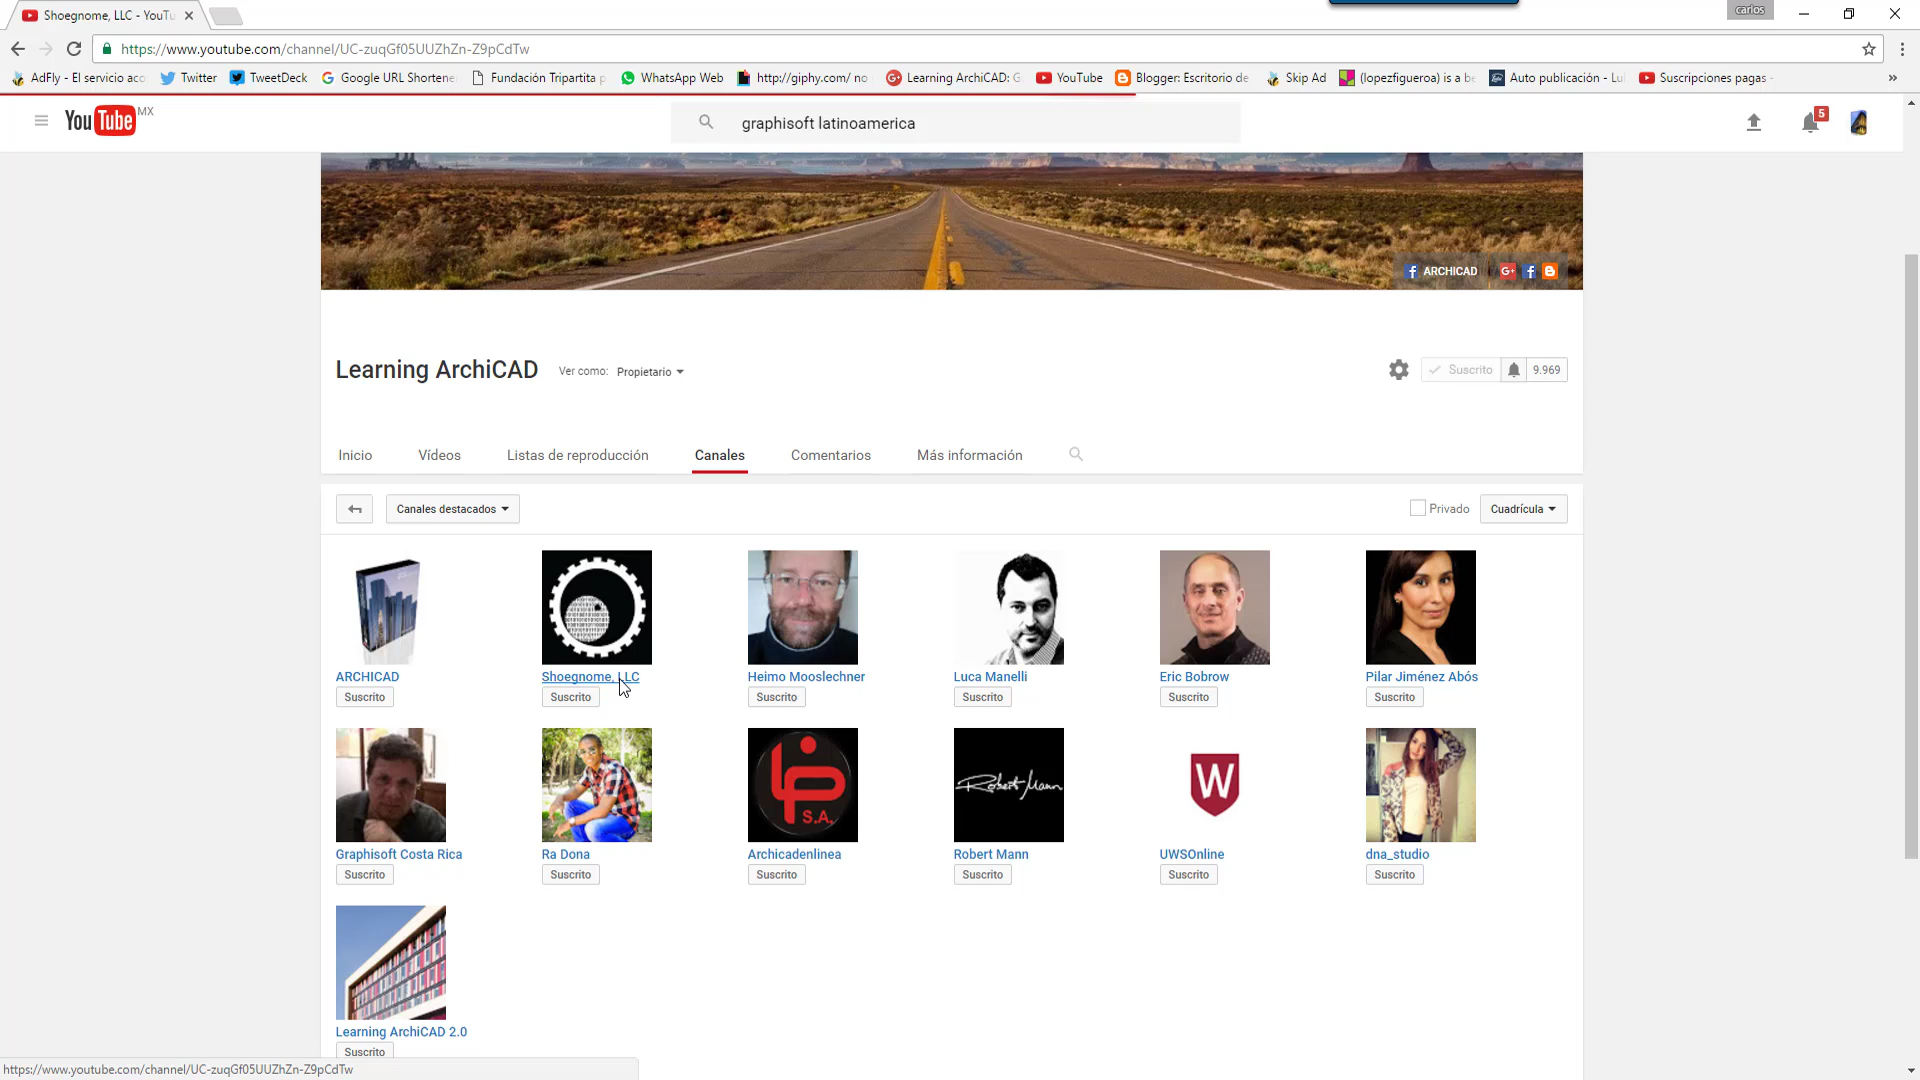 Shoegnome, LLC - YouTu
carlos
https://www.youtube.com/channel/UC-zuqGf05UUZhZn-Z9pCdTw
AdFly - El servicio aco
Twitter
TweetDeck
Google URL Shortene
Fundación Tripartita p
WhatsApp Web
http://giphy.com/ no
Learning ArchiCAD: G
YouTube
Blogger: Escritorio de
Skip Ad
(lopezfigueroa) is a be
Auto publicación - Lu
Suscripciones pagas -
»
YouTube MX
graphisoft latinoamerica
5
ARCHICAD
Learning ArchiCAD
Ver como: Propietario
Suscrito
9.969
Inicio
Vídeos
Listas de reproducción
Canales
Comentarios
Más información
Canales destacados
Privado
Cuadrícula
ARCHICAD
Shoegnome, LLC
Heimo Mooslechner
Luca Manelli
Eric Bobrow
Pilar Jiménez Abós
Suscrito
Suscrito
Suscrito
Suscrito
Suscrito
Suscrito
S.A.
Robert Mann
W
Graphisoft Costa Rica
Ra Dona
Archicadenlinea
Robert Mann
UWSOnline
dna_studio
Suscrito
Suscrito
Suscrito
Suscrito
Suscrito
Suscrito
Learning ArchiCAD 2.0
Suscrito
https://www.youtube.com/channel/UC-zuqGf05UUZhZn-Z9pCdTw